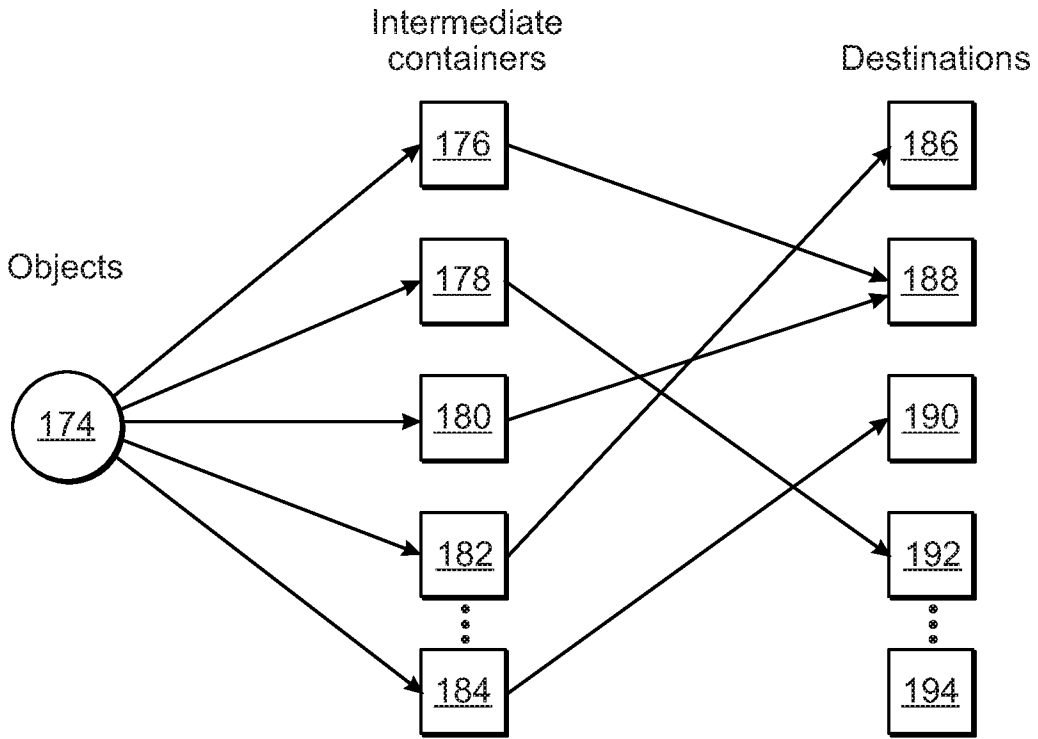 Intermediate
containers
Destinations
176
186
Objects
178
188
174
180
190
182
192
184
194